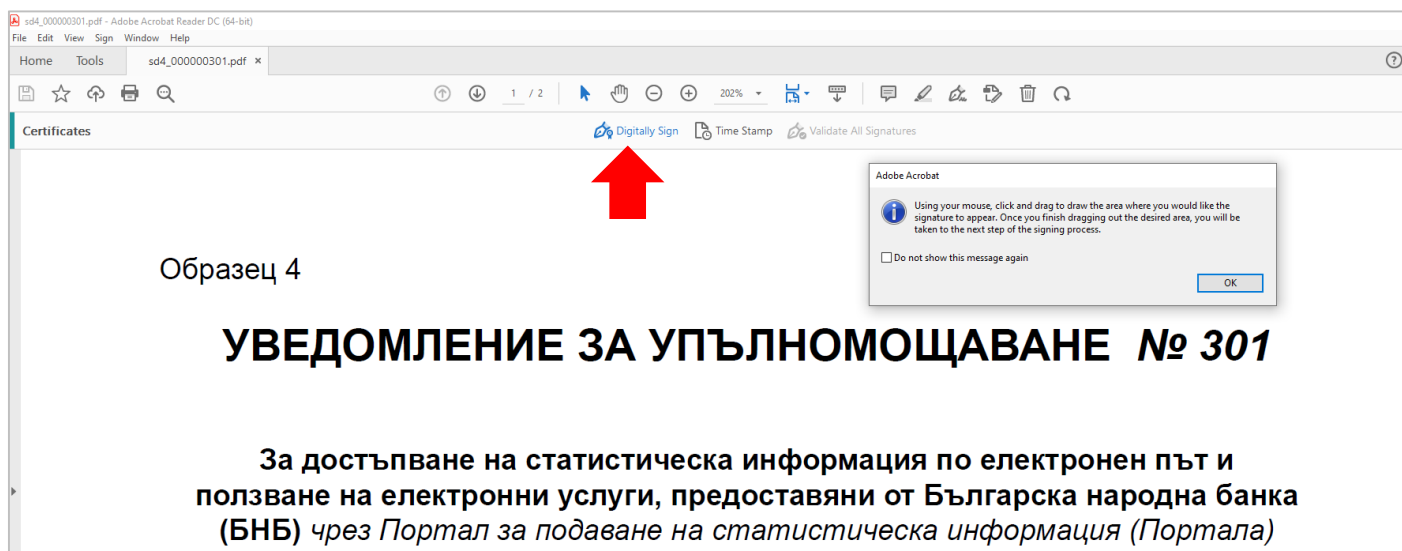 sd4_000000301.pdf - Adobe Acrobat Reader DC (64-bit)
File Edit View Sign Window Help
Home Tools sd4_000000301.pdf ×
1 / 2 202%
Certificates Digitally Sign Time Stamp Validate All Signatures
Adobe Acrobat
Using your mouse, click and drag to draw the area where you would like the
signature to appear. Once you finish dragging out the desired area, you will be
taken to the next step of the signing process.
Do not show this message again
OK
Образец 4
УВЕДОМЛЕНИЕ ЗА УПЪЛНОМОЩАВАНЕ № 301
За достъпване на статистическа информация по електронен път и
ползване на електронни услуги, предоставяни от Българска народна банка
(БНБ) чрез Портал за подаване на статистическа информация (Портала)